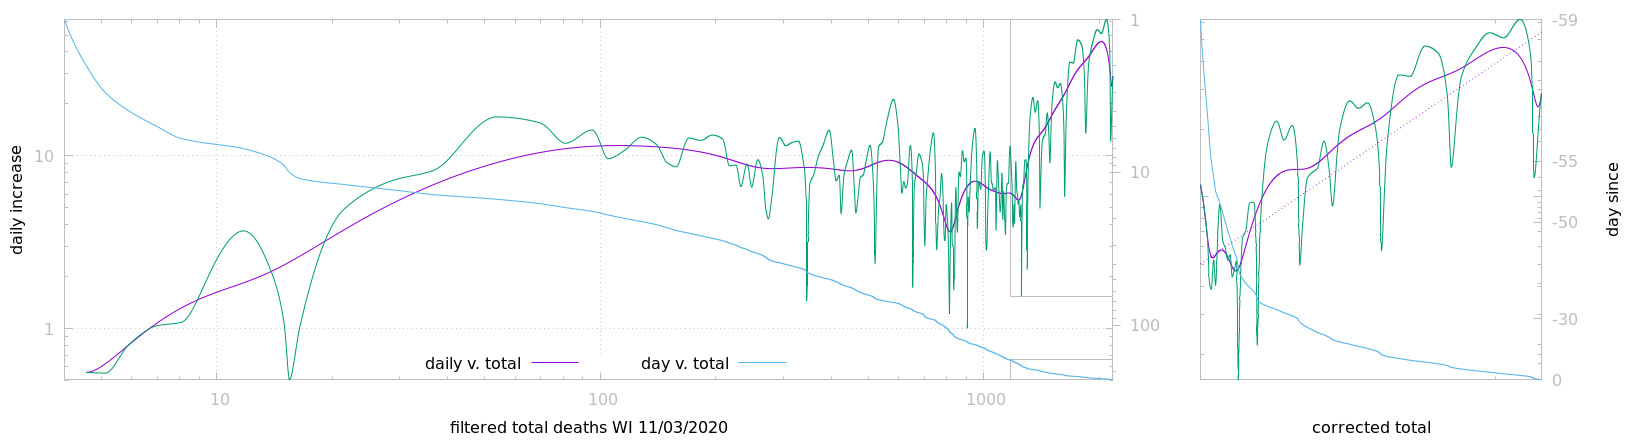 1
-59
daily increase
10
10
-55
-50
day since
1
100
-30
daily v. total
day v. total
0
10
100
1000
filtered total deaths WI 11/03/2020
corrected total